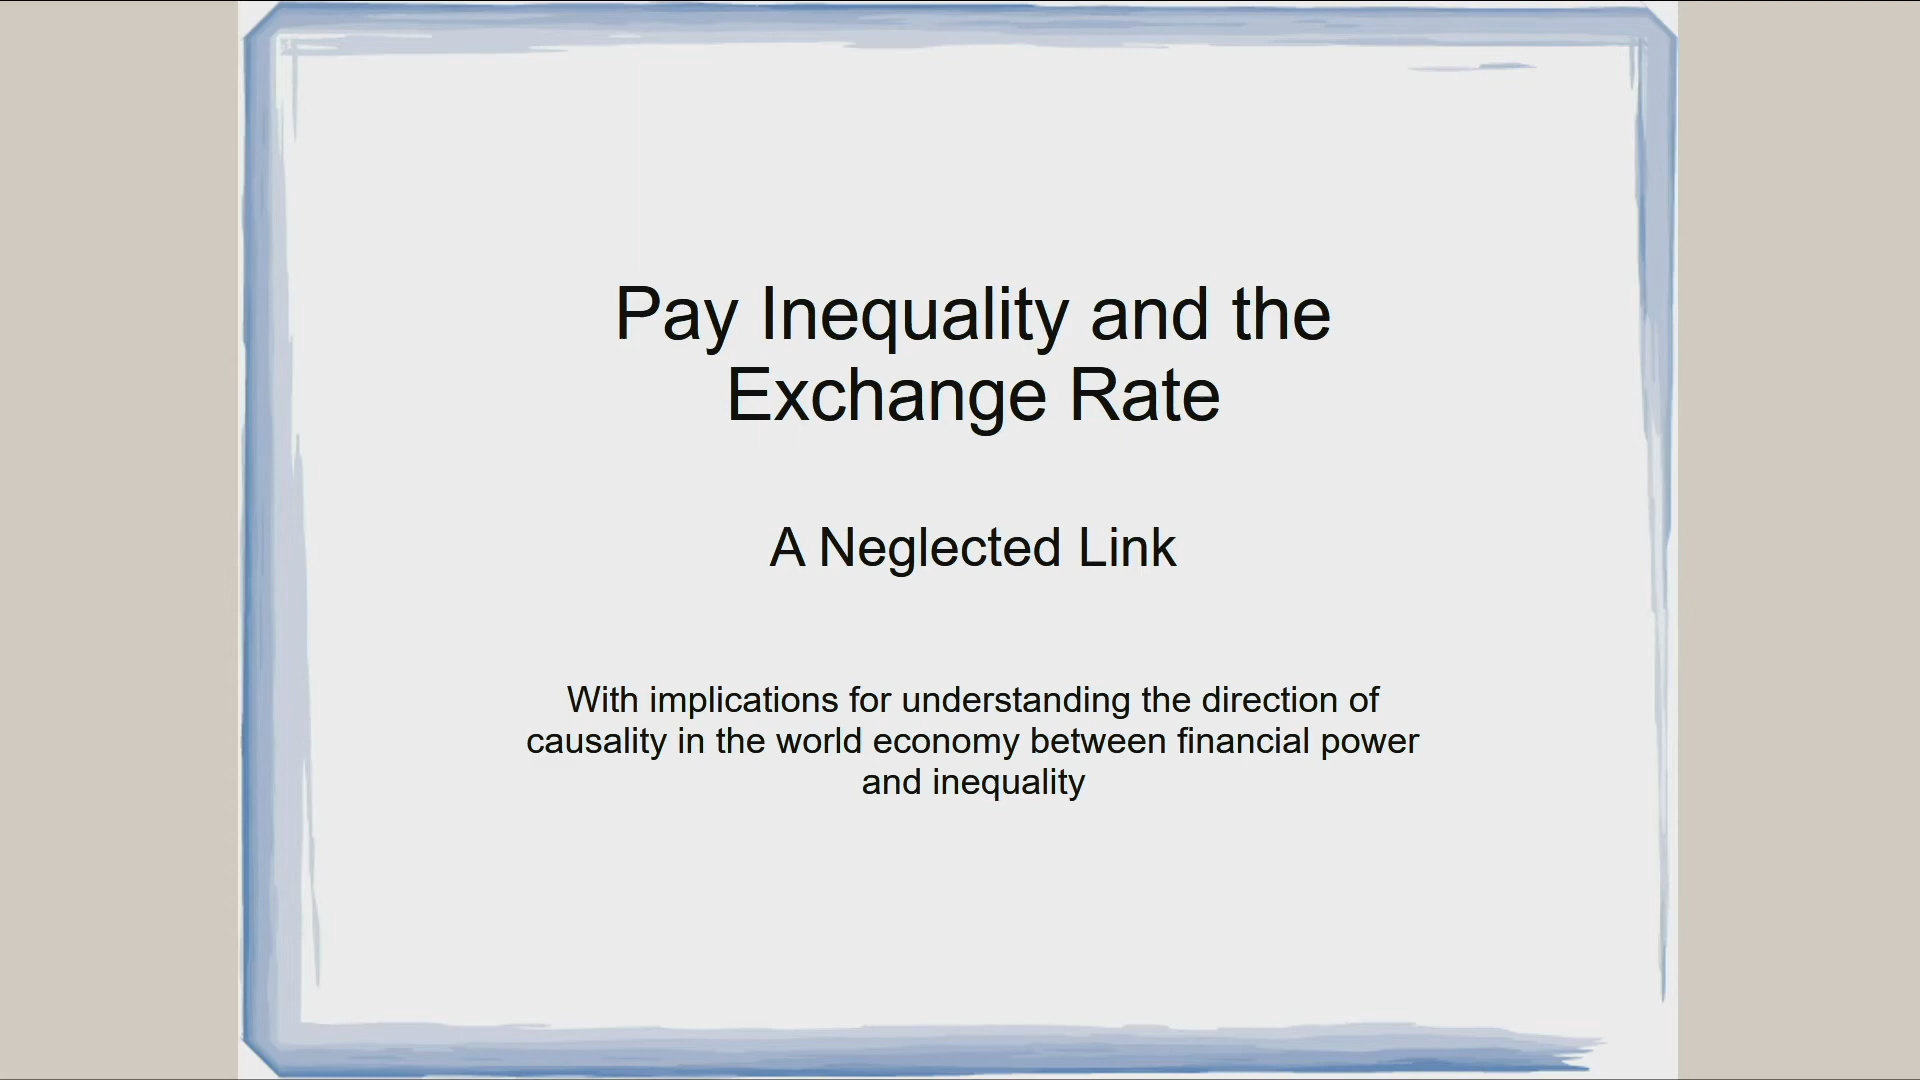 Pay Inequality and the
Exchange Rate
A Neglected Link
With implications for understanding the direction of
causality in the world economy between financial power
and inequality